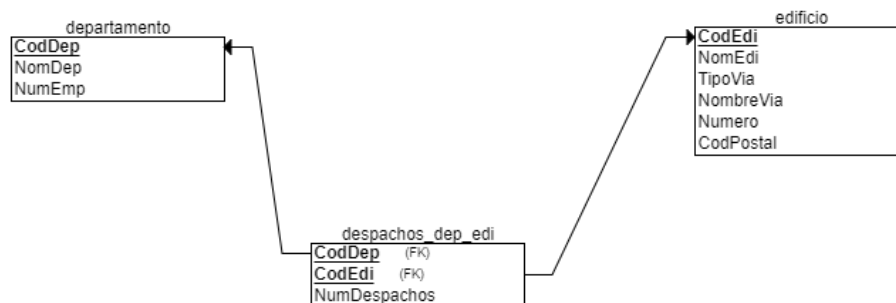 departamento
CodDep
NomDep
NumEmp
edificio
CodEdi
NomEdi
TipoVia
NombreVia
Numero
CodPostal
despachos_dep_edi
CodDep (FK)
CodEdi (FK)
NumDespachos